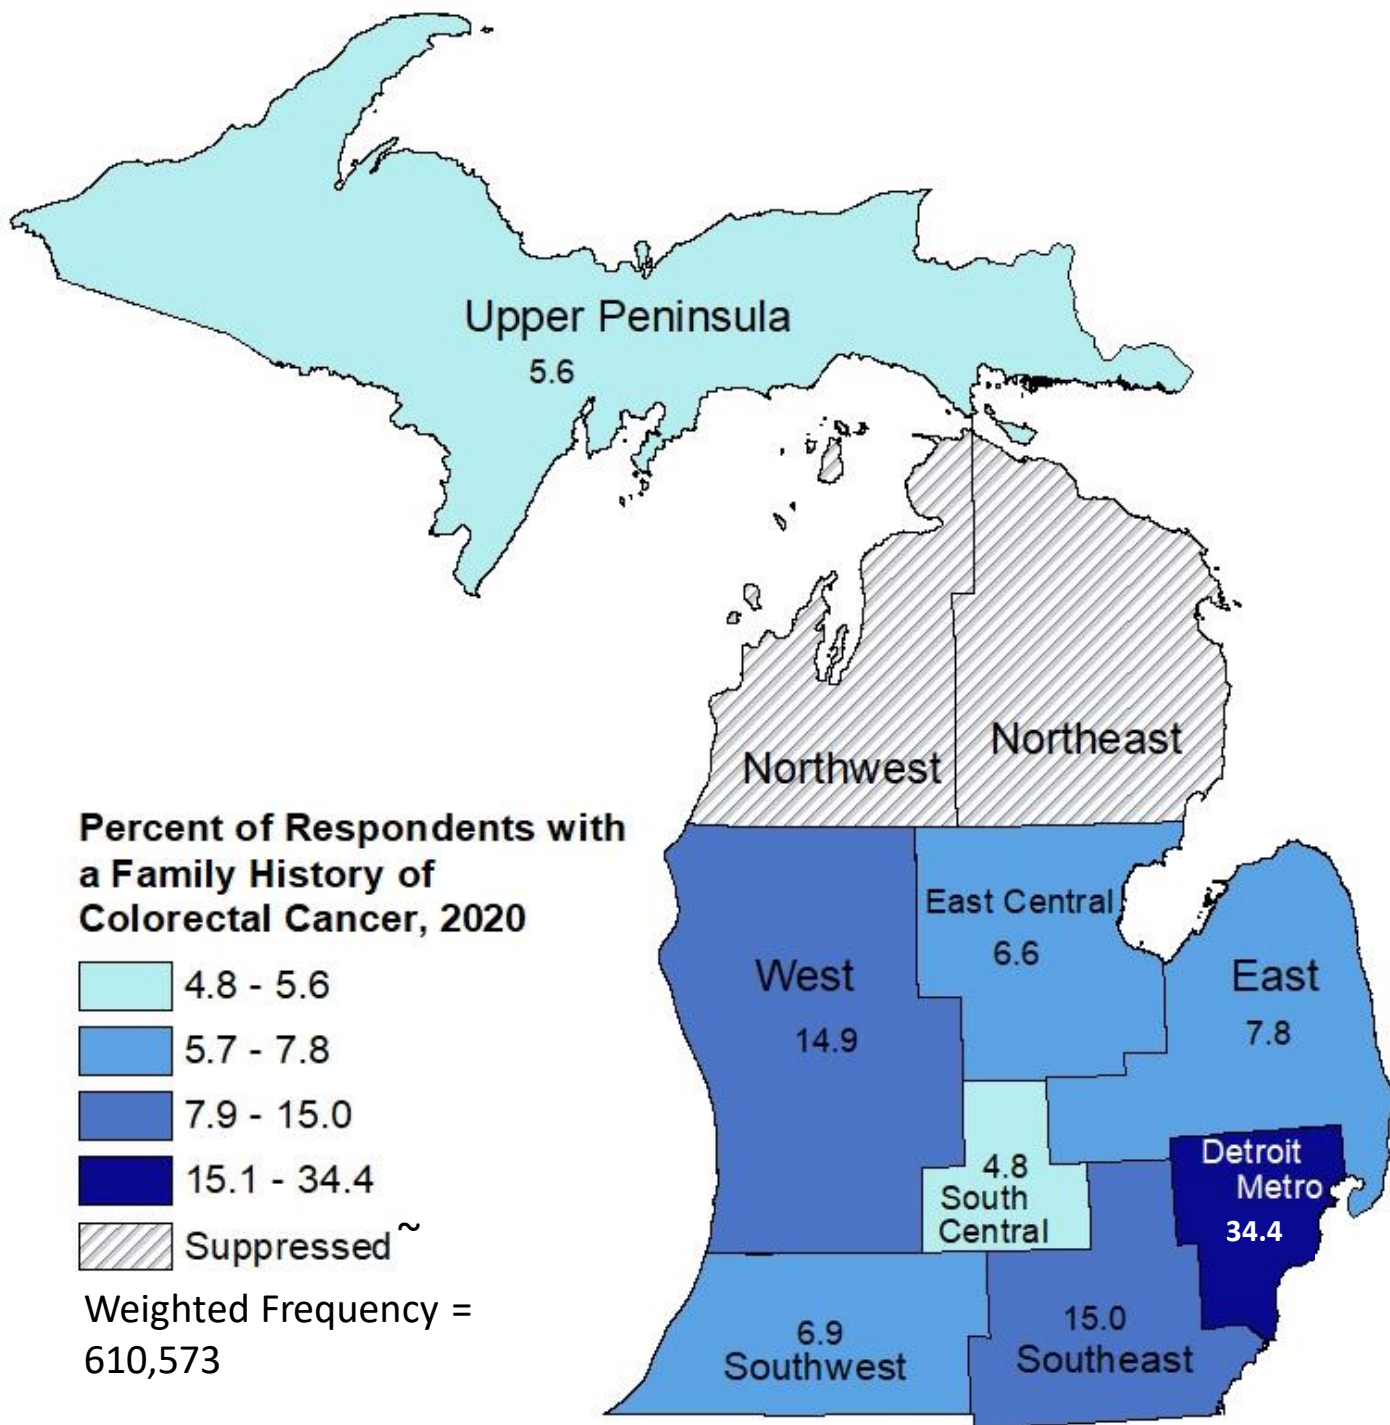 Upper Peninsula
5.6
Northwest
Northeast
Percent of Respondents with
a Family History of
Colorectal Cancer, 2020
4.8 - 5.6
5.7 - 7.8
7.9 - 15.0
15.1 - 34.4
Suppressed~
Weighted Frequency =
610,573
East Central
6.6
West
14.9
East
7.8
4.8
South
Central
Detroit
Metro
34.4
6.9
Southwest
15.0
Southeast